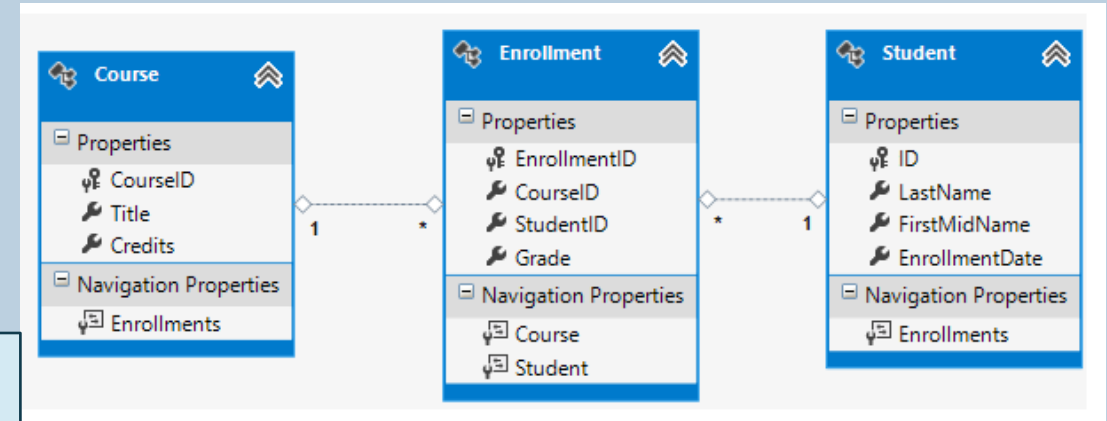 Course
Properties
CourseID
Title
Credits
Navigation Properties
Enrollments
1
*
Enrollment
Properties
EnrollmentID
CourseID
StudentID
Grade
Navigation Properties
Course
Student
*
1
Student
Properties
ID
LastName
FirstMidName
EnrollmentDate
Navigation Properties
Enrollments